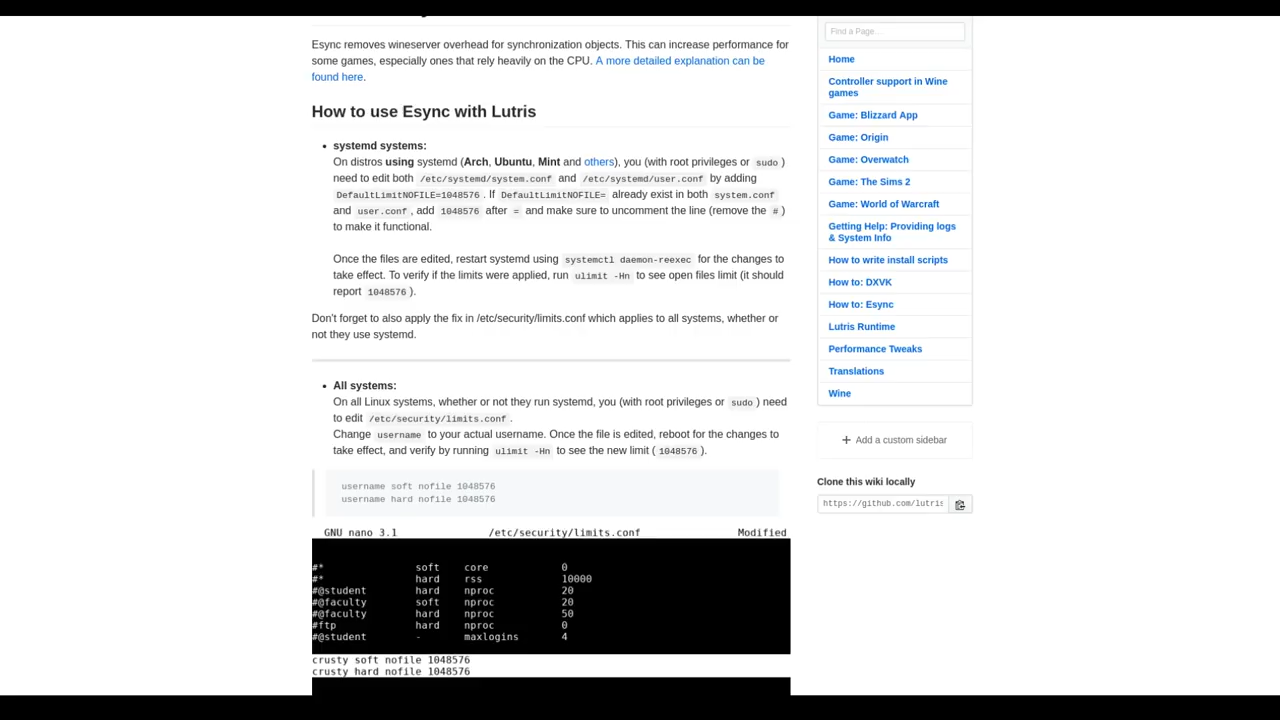 Esync removes wineserver overhead for synchronization objects. This can increase performance for
some games, especially ones that rely heavily on the CPU. A more detailed explanation can be
found here.
How to use Esync with Lutris
• systemd systems:
On distros using systemd (Arch, Ubuntu, Mint and others), you (with root privileges or sudo )
need to edit both /etc/systemd/system.conf and /etc/systemd/user.conf by adding
DefaultLimitNOFILE=1048576 . If DefaultLimitNOFILE= already exist in both system.conf
and user.conf , add 1048576 after = and make sure to uncomment the line (remove the # )
to make it functional.
Once the files are edited, restart systemd using systemctl daemon-reexec for the changes to
take effect. To verify if the limits were applied, run ulimit -Hn to see open files limit (it should
report 1048576 ).
Don't forget to also apply the fix in /etc/security/limits.conf which applies to all systems, whether or
not they use systemd.
• All systems:
On all Linux systems, whether or not they run systemd, you (with root privileges or sudo ) need
to edit /etc/security/limits.conf .
Change username to your actual username. Once the file is edited, reboot for the changes to
take effect, and verify by running ulimit -Hn to see the new limit ( 1048576 ).
username soft nofile 1048576
username hard nofile 1048576
GNU nano 3.1 /etc/security/limits.conf Modified
#* soft core 0
#* hard rss 10000
#@student hard nproc 20
#@faculty soft nproc 20
#@faculty hard nproc 50
#ftp hard nproc 0
#@student - maxlogins 4
crusty soft nofile 1048576
crusty hard nofile 1048576
Find a Page…
Home
Controller support in Wine
games
Game: Blizzard App
Game: Origin
Game: Overwatch
Game: The Sims 2
Game: World of Warcraft
Getting Help: Providing logs
& System Info
How to write install scripts
How to: DXVK
How to: Esync
Lutris Runtime
Performance Tweaks
Translations
Wine
+ Add a custom sidebar
Clone this wiki locally
https://github.com/lutris